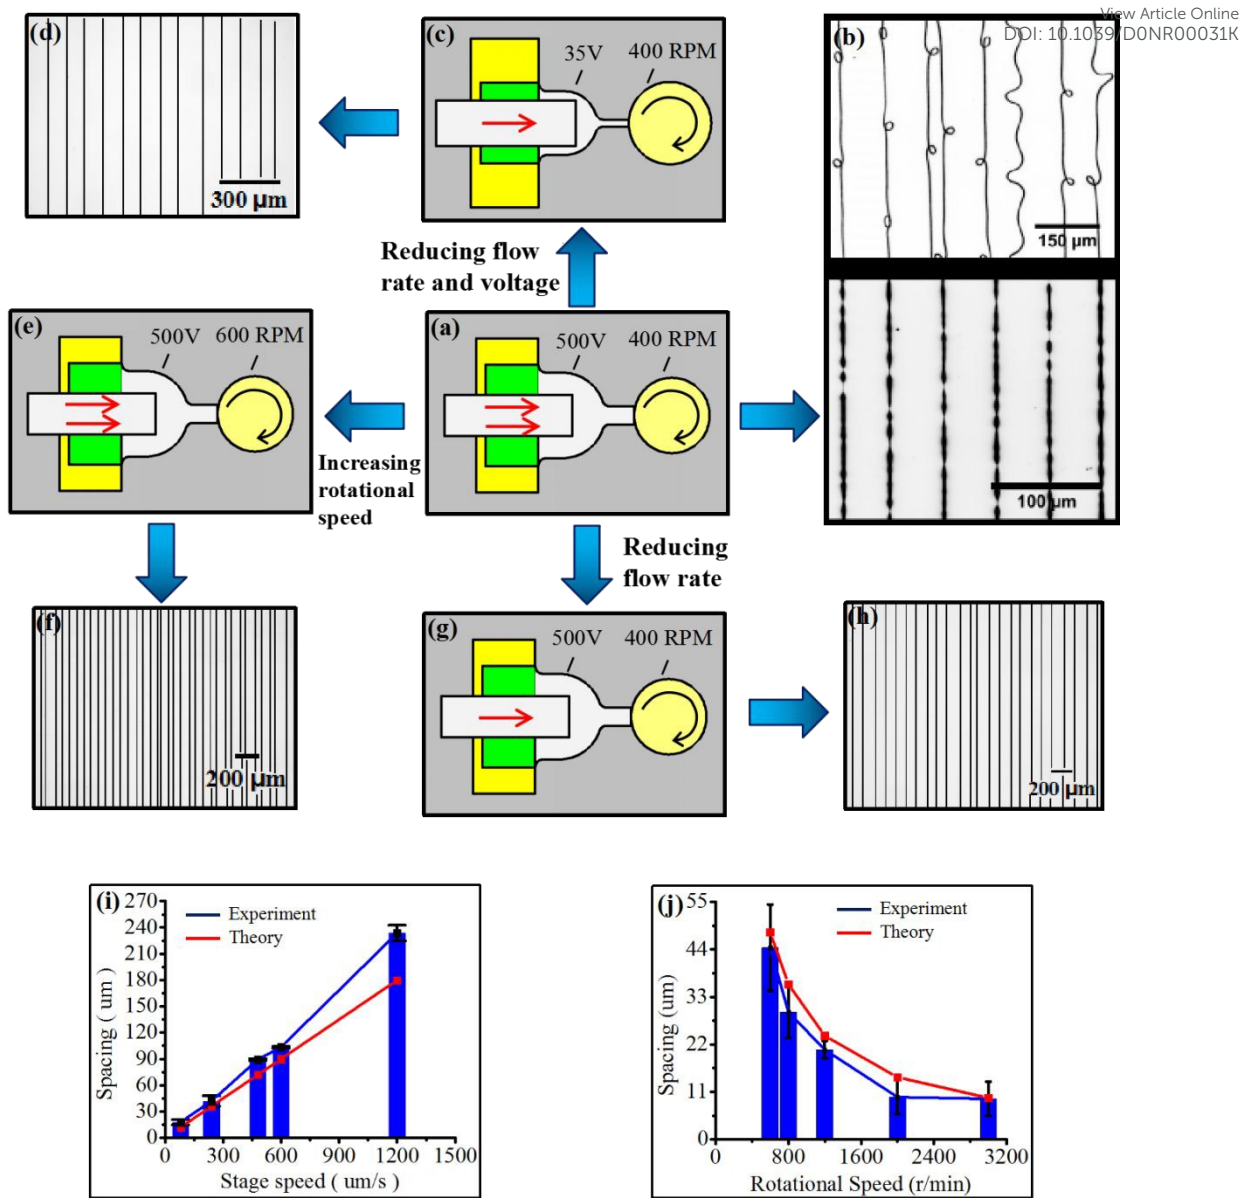 View Article Online
DOI: 10.1039/D0NR00031K
(d)
300 μm
(c)
35V
400 RPM
(b)
150 μm
100 μm
Reducing flow
rate and voltage
(e)
500V
600 RPM
(a)
500V
400 RPM
Increasing
rotational
speed
Reducing
flow rate
(f)
200 μm
(g)
500V
400 RPM
(h)
200 μm
(i)
Experiment
Theory
Spacing ( um )
270
240
210
180
150
120
90
60
30
0
0 300 600 900 1200 1500
Stage speed ( um/s )
(j)
Experiment
Theory
Spacing (um)
55
44
33
22
11
0
0 800 1600 2400 3200
Rotational Speed (r/min)